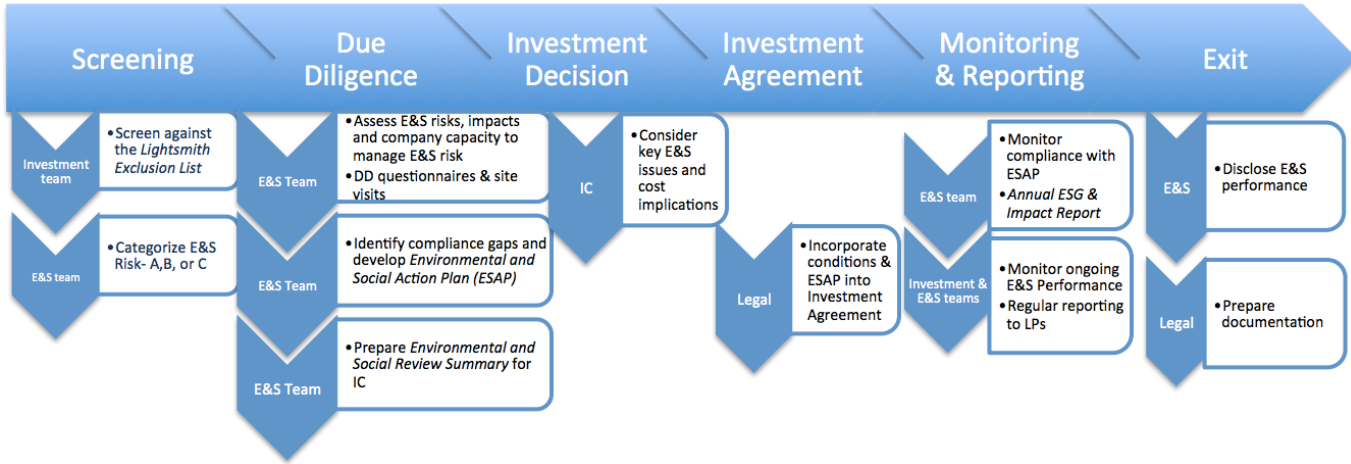 Screening
Due
Diligence
Investment
Decision
Investment
Agreement
Monitoring
& Reporting
Exit
Investment
team
•Screen against
the Lightsmith
Exclusion List
E&S team
•Categorize E&S
Risk- A,B, or C
E&S Team
•Assess E&S risks, impacts
and company capacity to
manage E&S risk
•DD questionnaires & site
visits
E&S Team
•Identify compliance gaps and
develop Environmental and
Social Action Plan (ESAP)
E&S Team
•Prepare Environmental and
Social Review Summary for
IC
IC
•Consider
key E&S
issues and
cost
implications
Legal
•Incorporate
conditions &
ESAP into
Investment
Agreement
E&S team
•Monitor
compliance with
ESAP
•Annual ESG &
Impact Report
Investment &
E&S teams
•Monitor ongoing
E&S Performance
•Regular reporting
to LPs
E&S
•Disclose E&S
performance
Legal
•Prepare
documentation